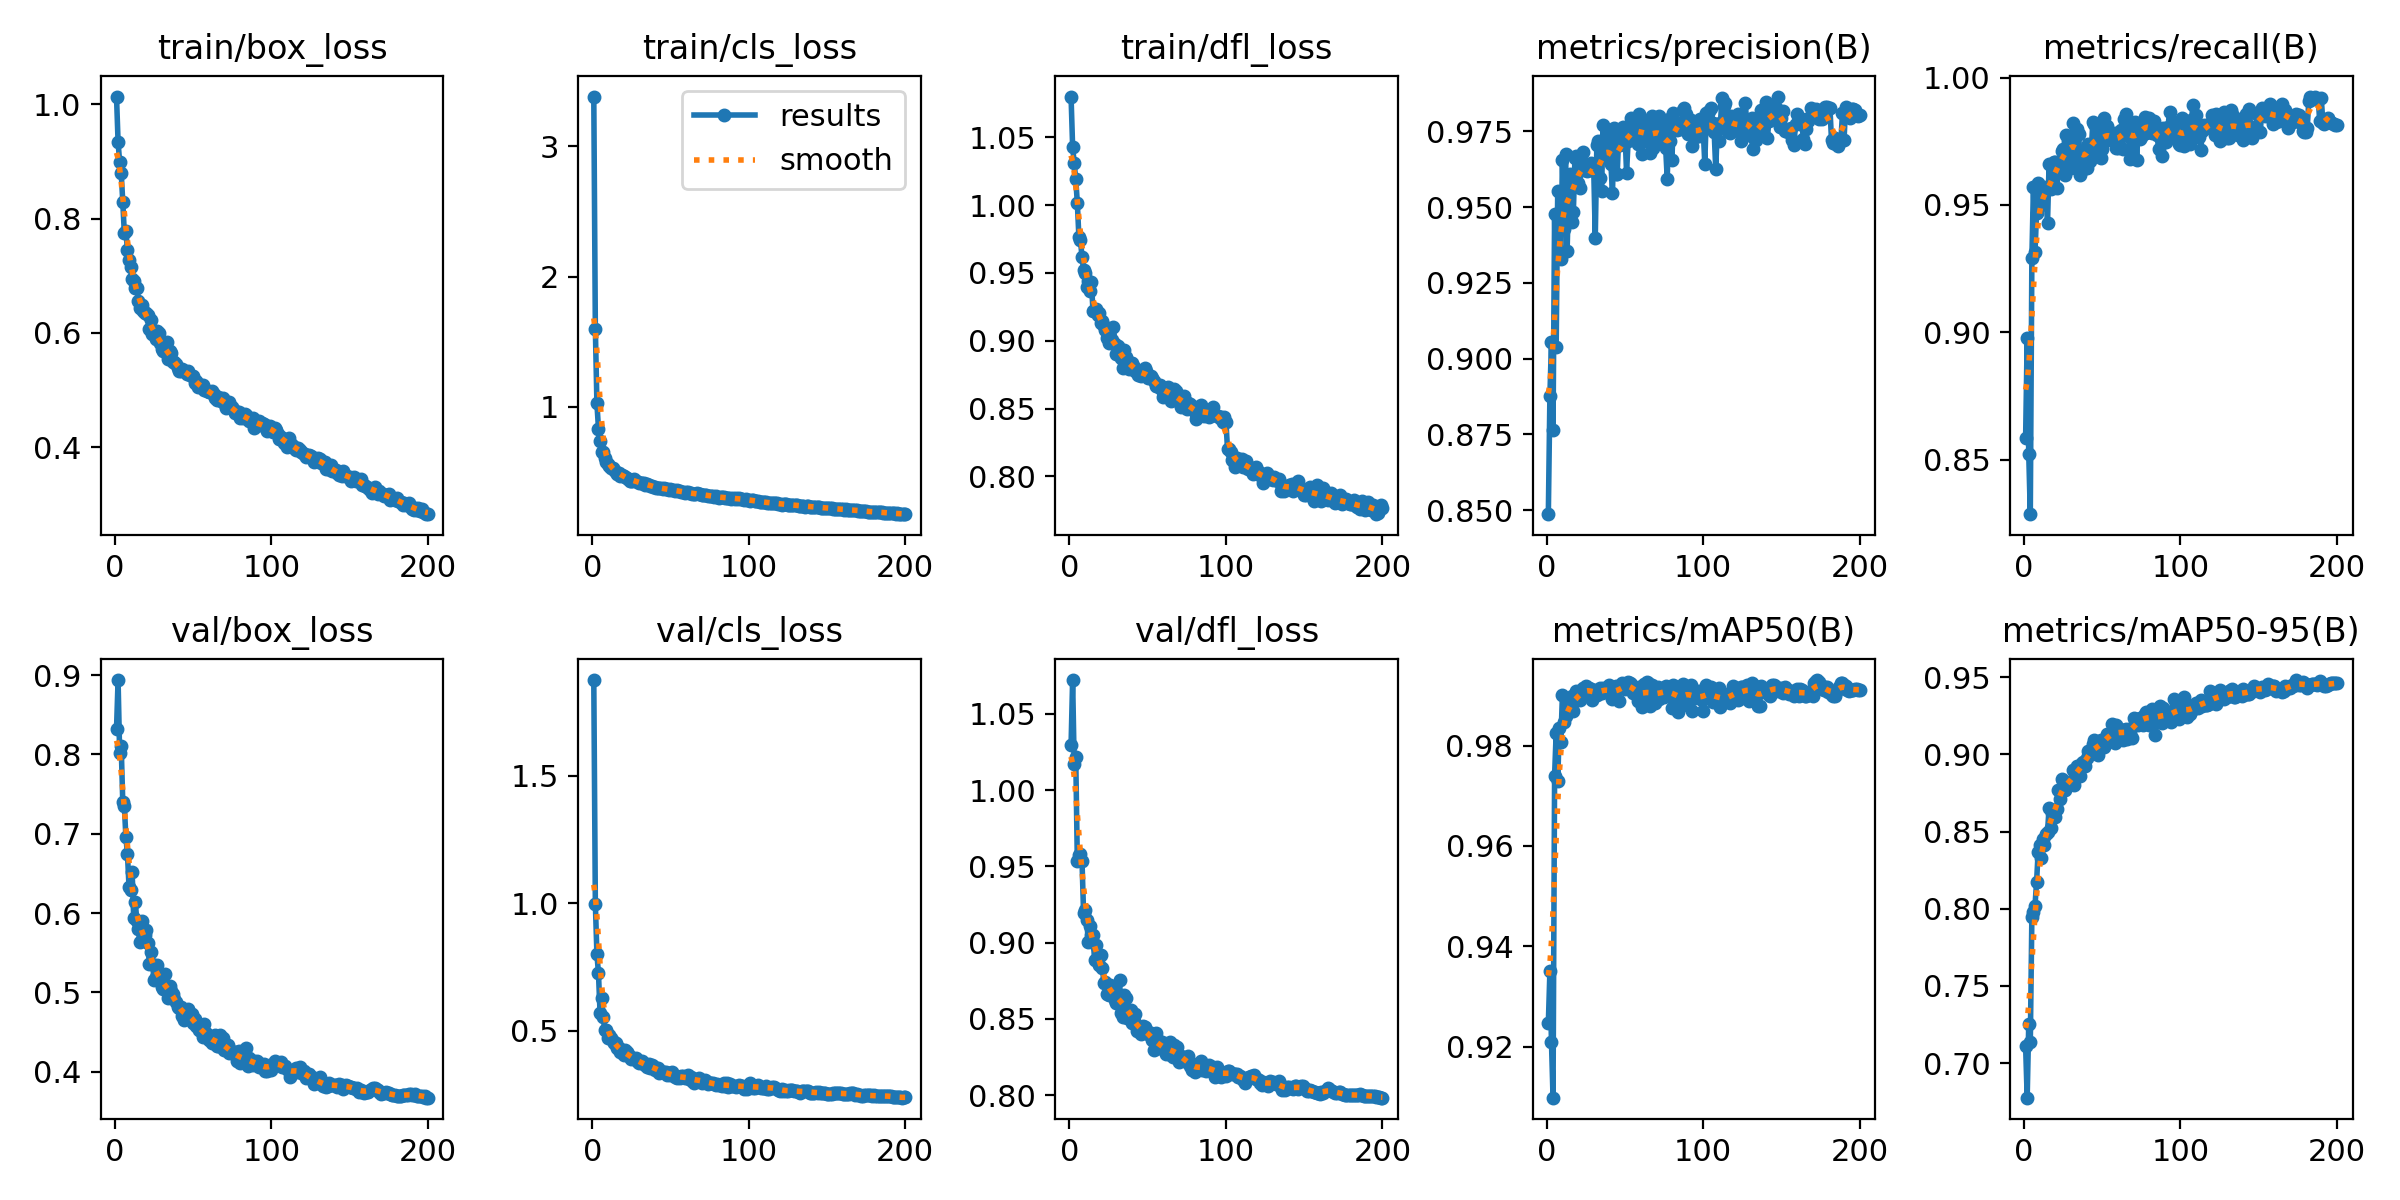 train/box_loss
1.0
0.8
0.6
0.4
0 100 200
train/cls_loss
results
smooth
3
2
1
0 100 200
train/dfl_loss
1.05
1.00
0.95
0.90
0.85
0.80
0 100 200
metrics/precision(B)
0.975
0.950
0.925
0.900
0.875
0.850
0 100 200
metrics/recall(B)
1.00
0.95
0.90
0.85
0 100 200
val/box_loss
0.9
0.8
0.7
0.6
0.5
0.4
0 100 200
val/cls_loss
1.5
1.0
0.5
0 100 200
val/dfl_loss
1.05
1.00
0.95
0.90
0.85
0.80
0 100 200
metrics/mAP50(B)
0.98
0.96
0.94
0.92
0 100 200
metrics/mAP50-95(B)
0.95
0.90
0.85
0.80
0.75
0.70
0 100 200